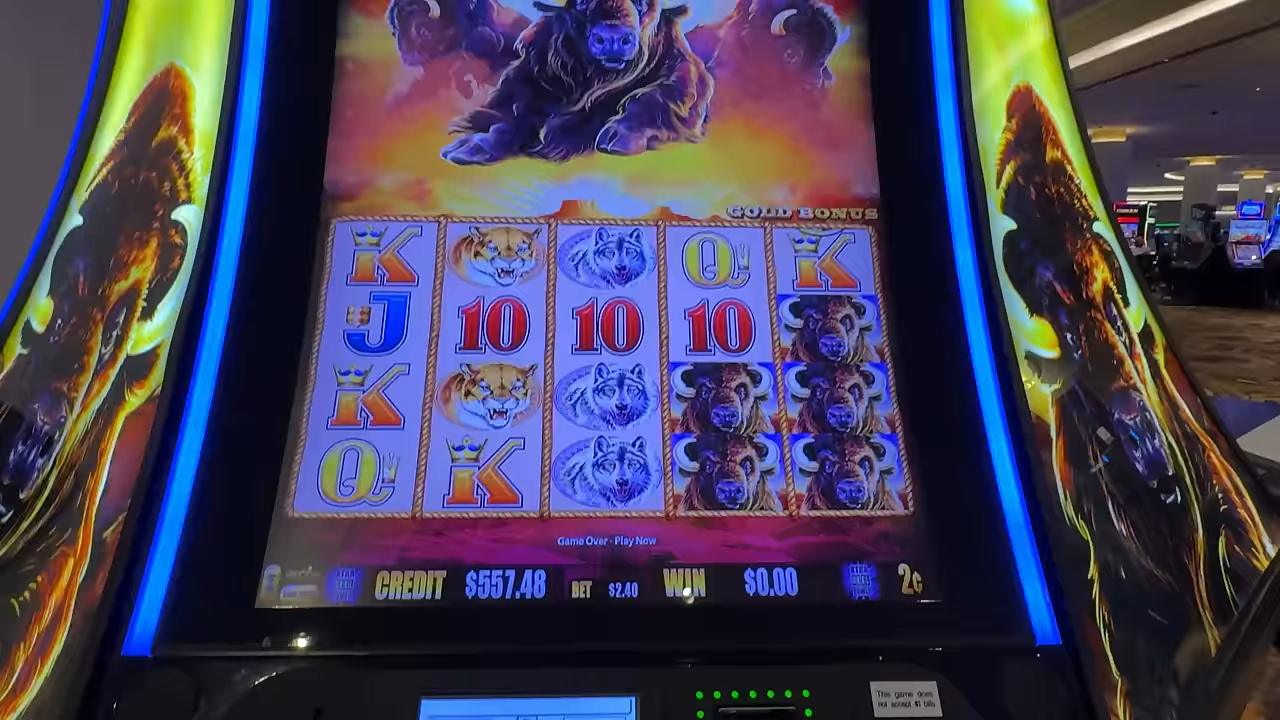 GOLD BONUS
K Q K
J 10 10 10
K
Q K
Game Over - Play Now
CREDIT $557.48 BET $2.40 WIN $0.00 2¢
This game does
not accept $1 bills